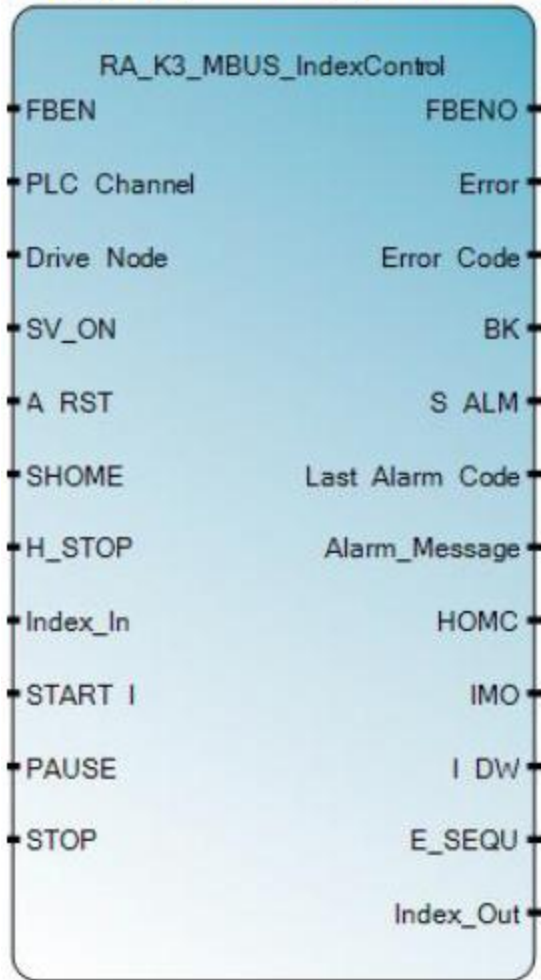 RA_K3_MBUS_IndexControl
FBEN FBENO
PLC Channel Error
Drive Node Error Code
SV_ON BK
A RST S ALM
SHOME Last Alarm Code
H_STOP Alarm_Message
Index_In HOMC
START I IMO
PAUSE I DW
STOP E_SEQU
Index_Out